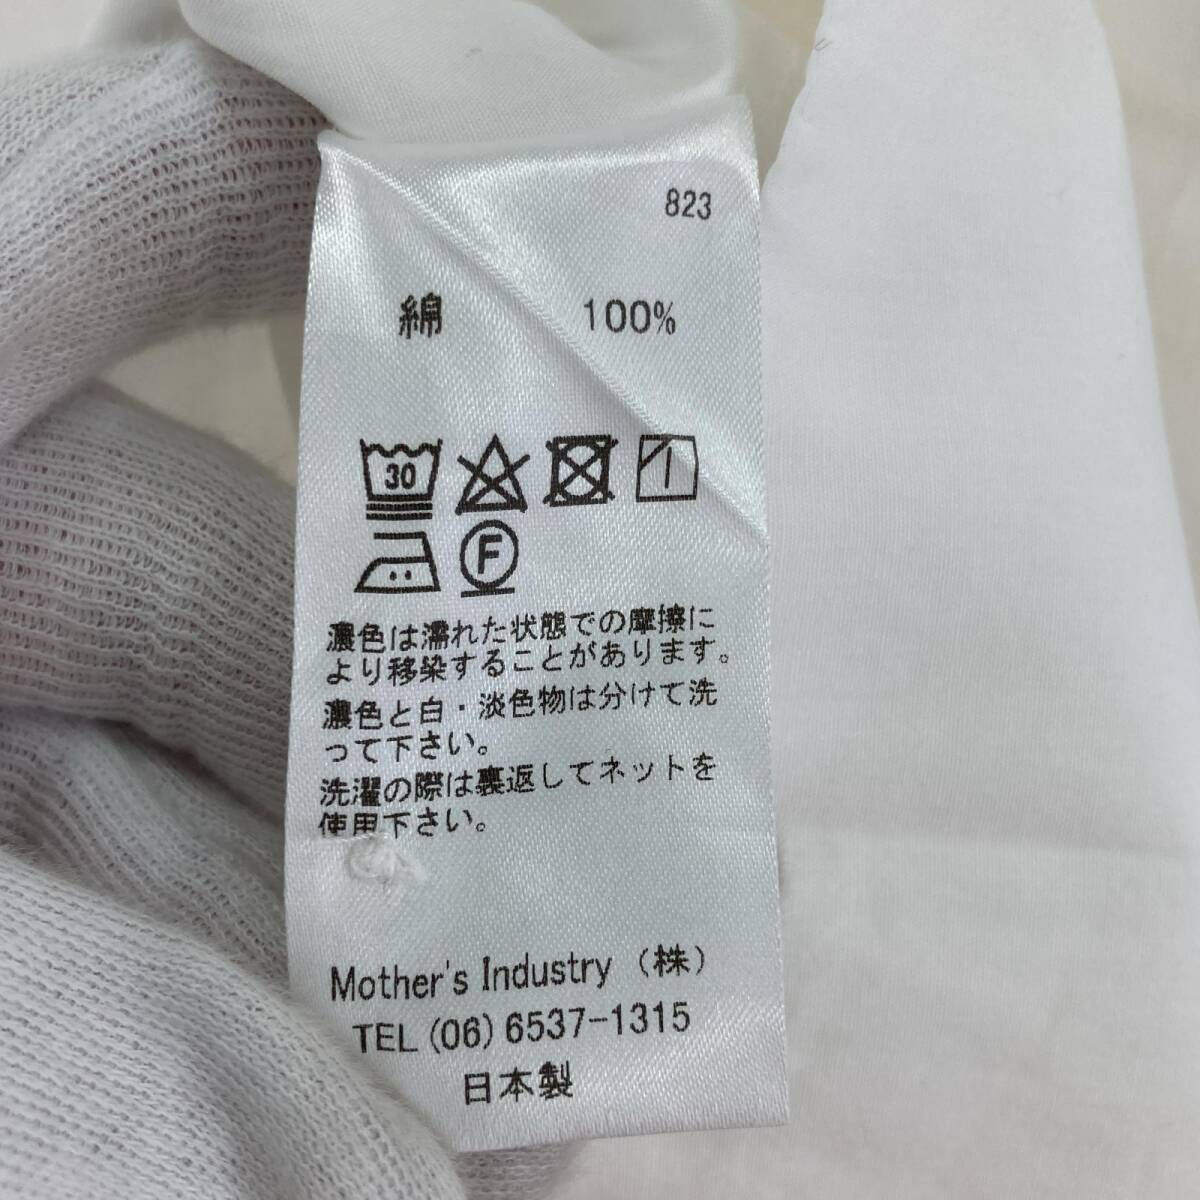 823
綿 100%
30
F
濃色は濡れた状態での摩擦に
より移染することがあります。
濃色と白・淡色物は分けて洗
って下さい。
洗濯の際は裏返してネットを
使用下さい。
Mother's Industry (株)
TEL (06) 6537-1315
日本製